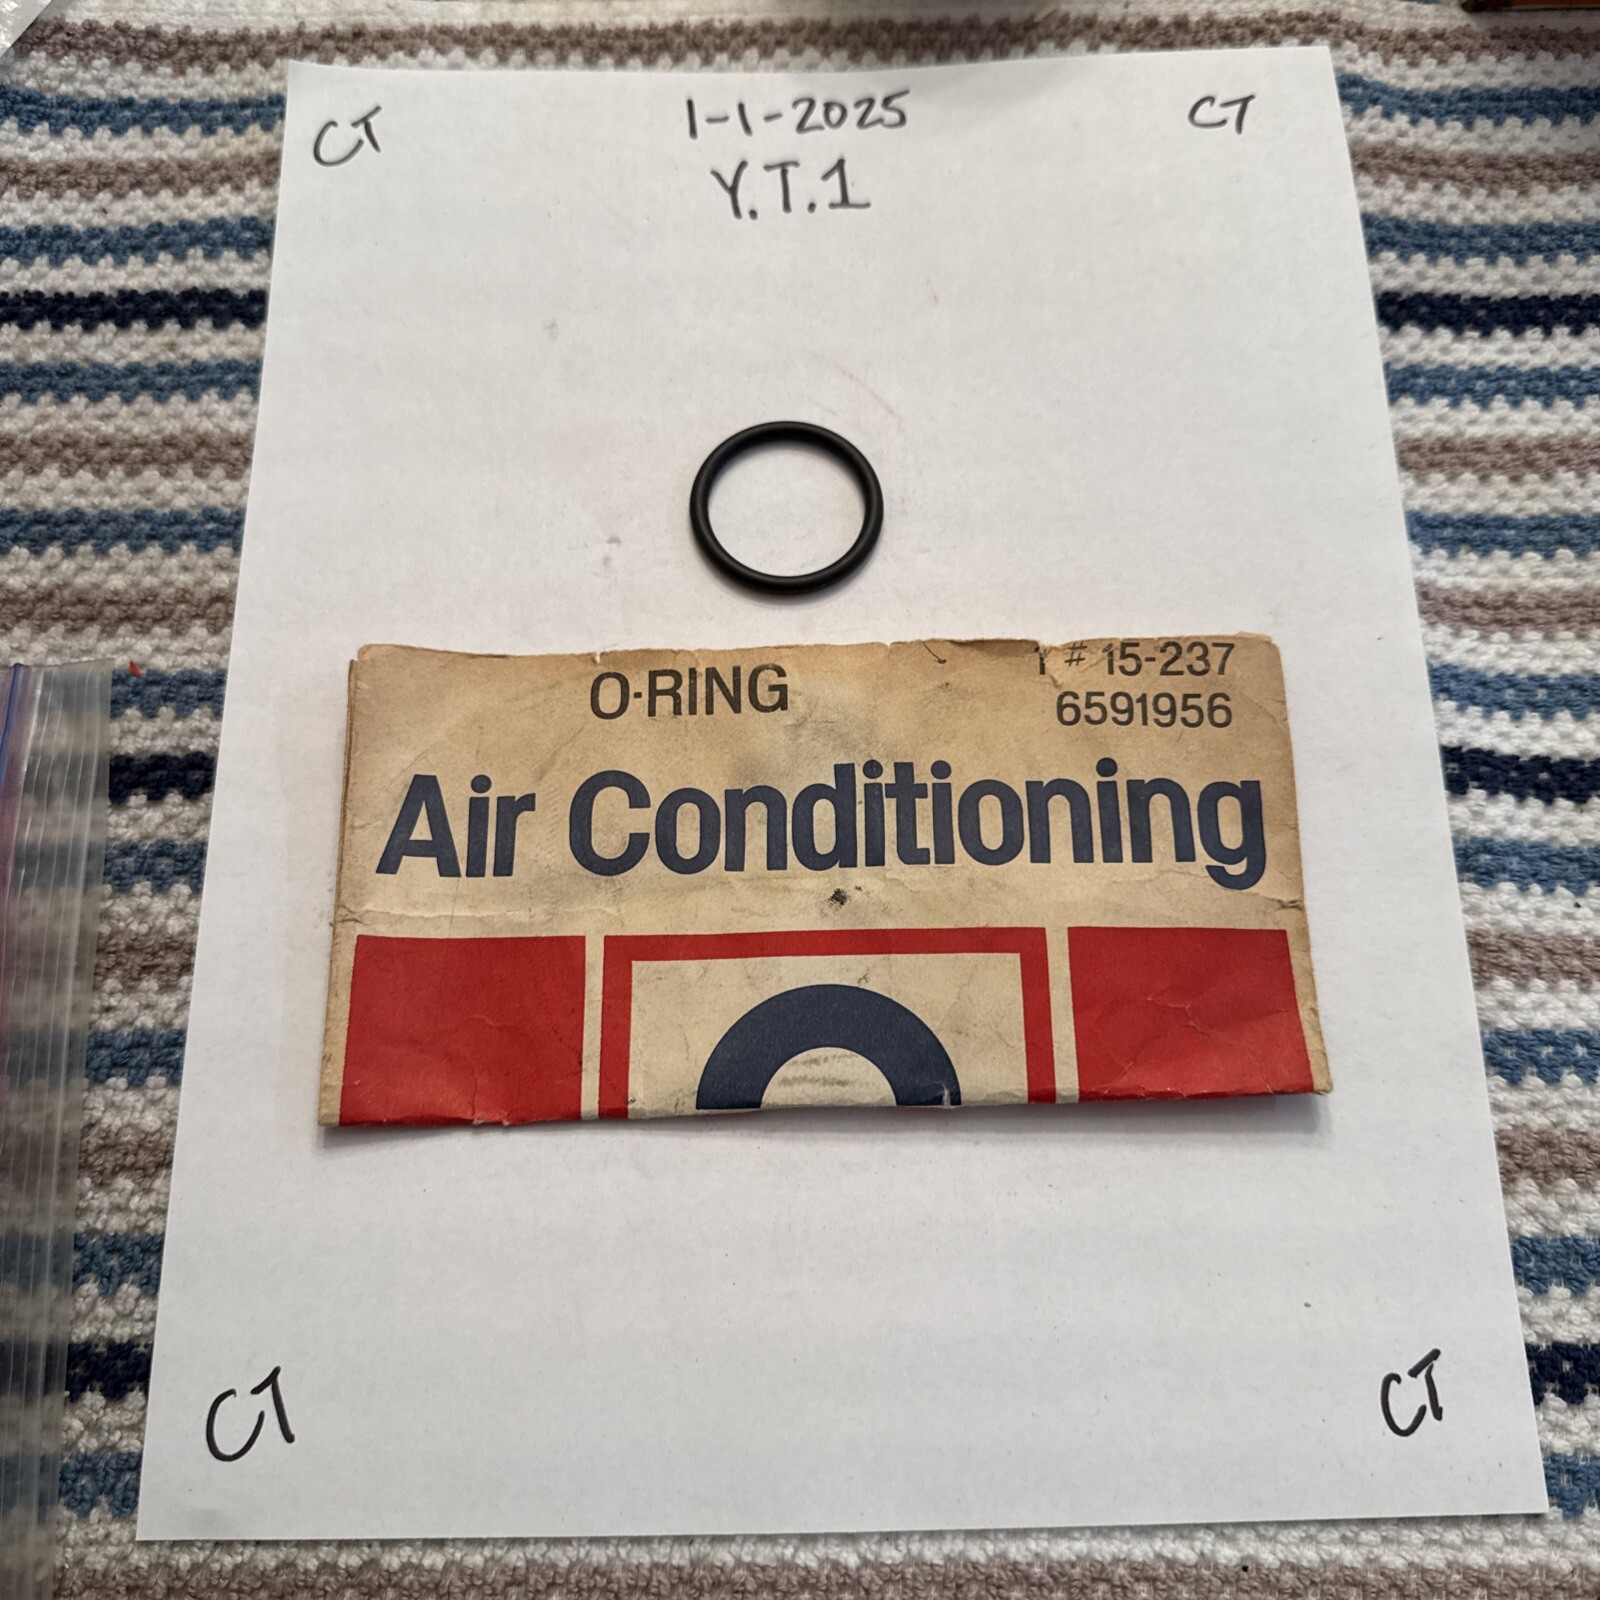 CT 1-1-2025 CT
Y.T.1
O-RING # 15-237
6591956
Air Conditioning
CT CT